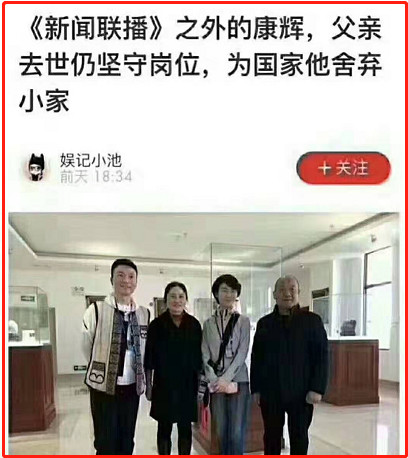 《新闻联播》之外的康辉，父亲
去世仍坚守岗位，为国家他舍弃
小家
娱记小池
前天 18:34
＋关注